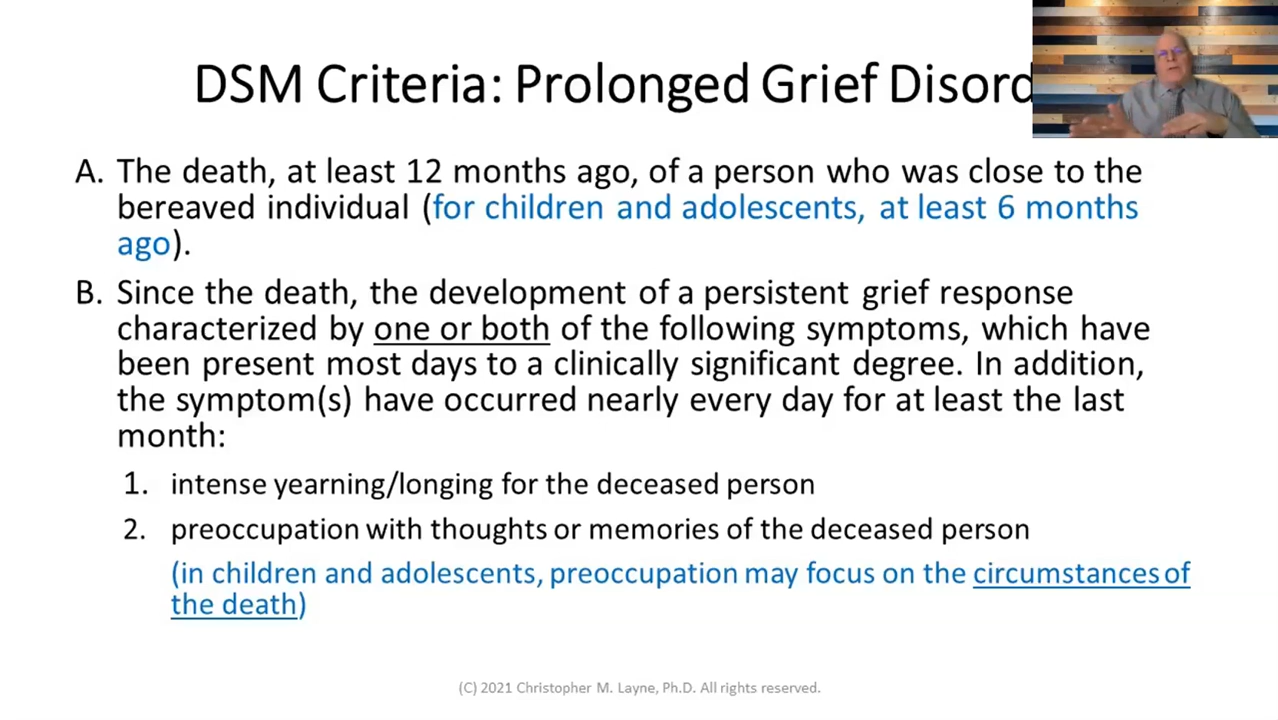 DSM Criteria: Prolonged Grief
A. The death, at least 12 months ago, of a person who was close to the
bereaved individual (for children and adolescents, at least 6 months
ago).
B. Since the death, the development of a persistent grief response
characterized by one or both of the following symptoms, which have
been present most days to a clinically significant degree. In addition,
the symptom(s) have occurred nearly every day for at least the last
month:
1. intense yearning/longing for the deceased person
2. preoccupation with thoughts or memories of the deceased person
(in children and adolescents, preoccupation may focus on the circumstances of
the death)
(C) 2021 Christopher M. Layne, Ph.D. All rights reserved.